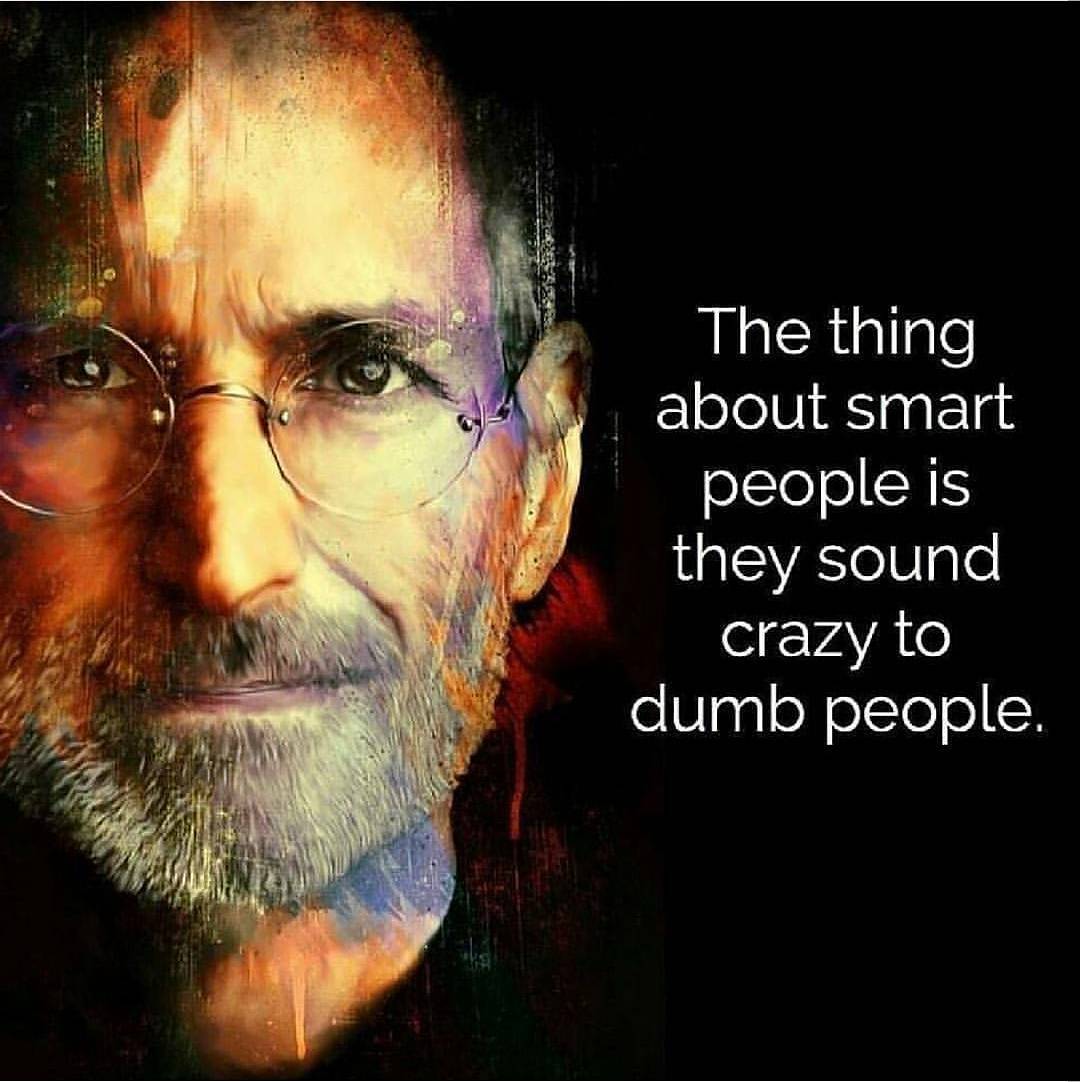 The thing
about smart
people is
they sound
crazy to
dumb people.